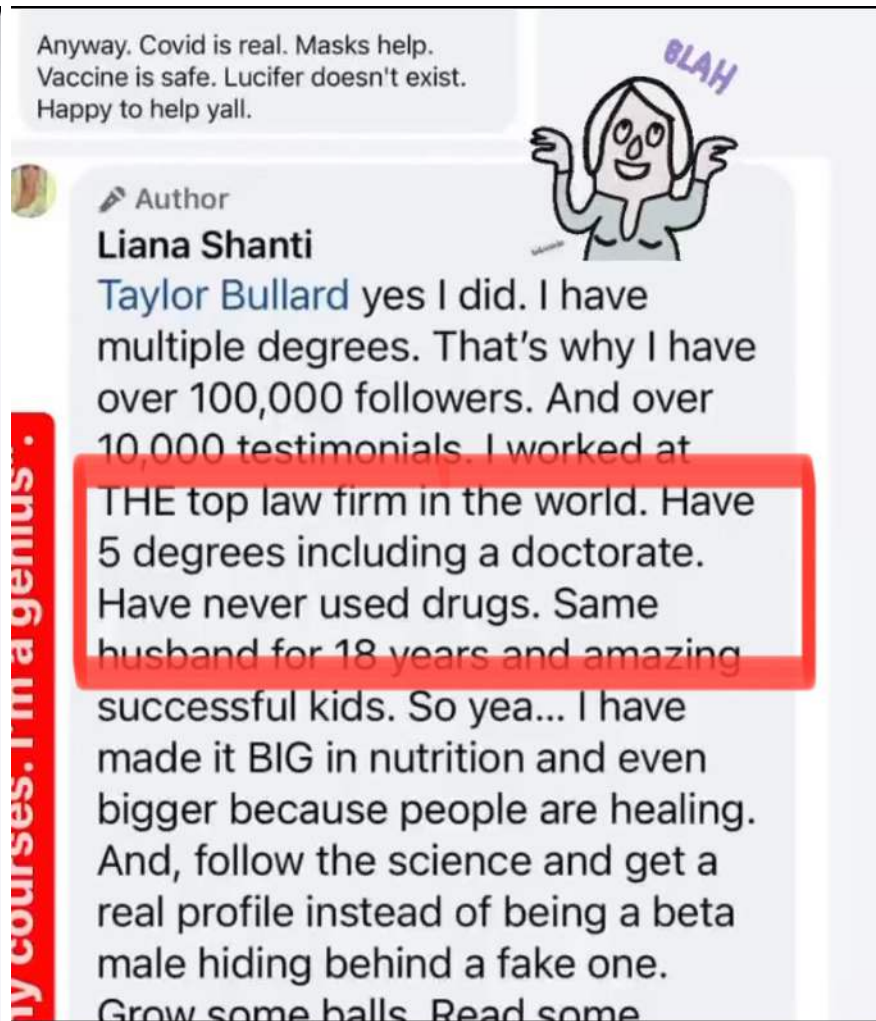 Anyway. Covid is real. Masks help.
Vaccine is safe. Lucifer doesn't exist.
Happy to help yall.
BLAH
Author
Liana Shanti
Taylor Bullard yes I did. I have
multiple degrees. That's why I have
over 100,000 followers. And over
10,000 testimonials. I worked at
THE top law firm in the world. Have
5 degrees including a doctorate.
Have never used drugs. Same
husband for 18 years and amazing
successful kids. So yea... I have
made it BIG in nutrition and even
bigger because people are healing.
And, follow the science and get a
real profile instead of being a beta
male hiding behind a fake one.
Grow some balls. Read some
y courses. I'm a genius".